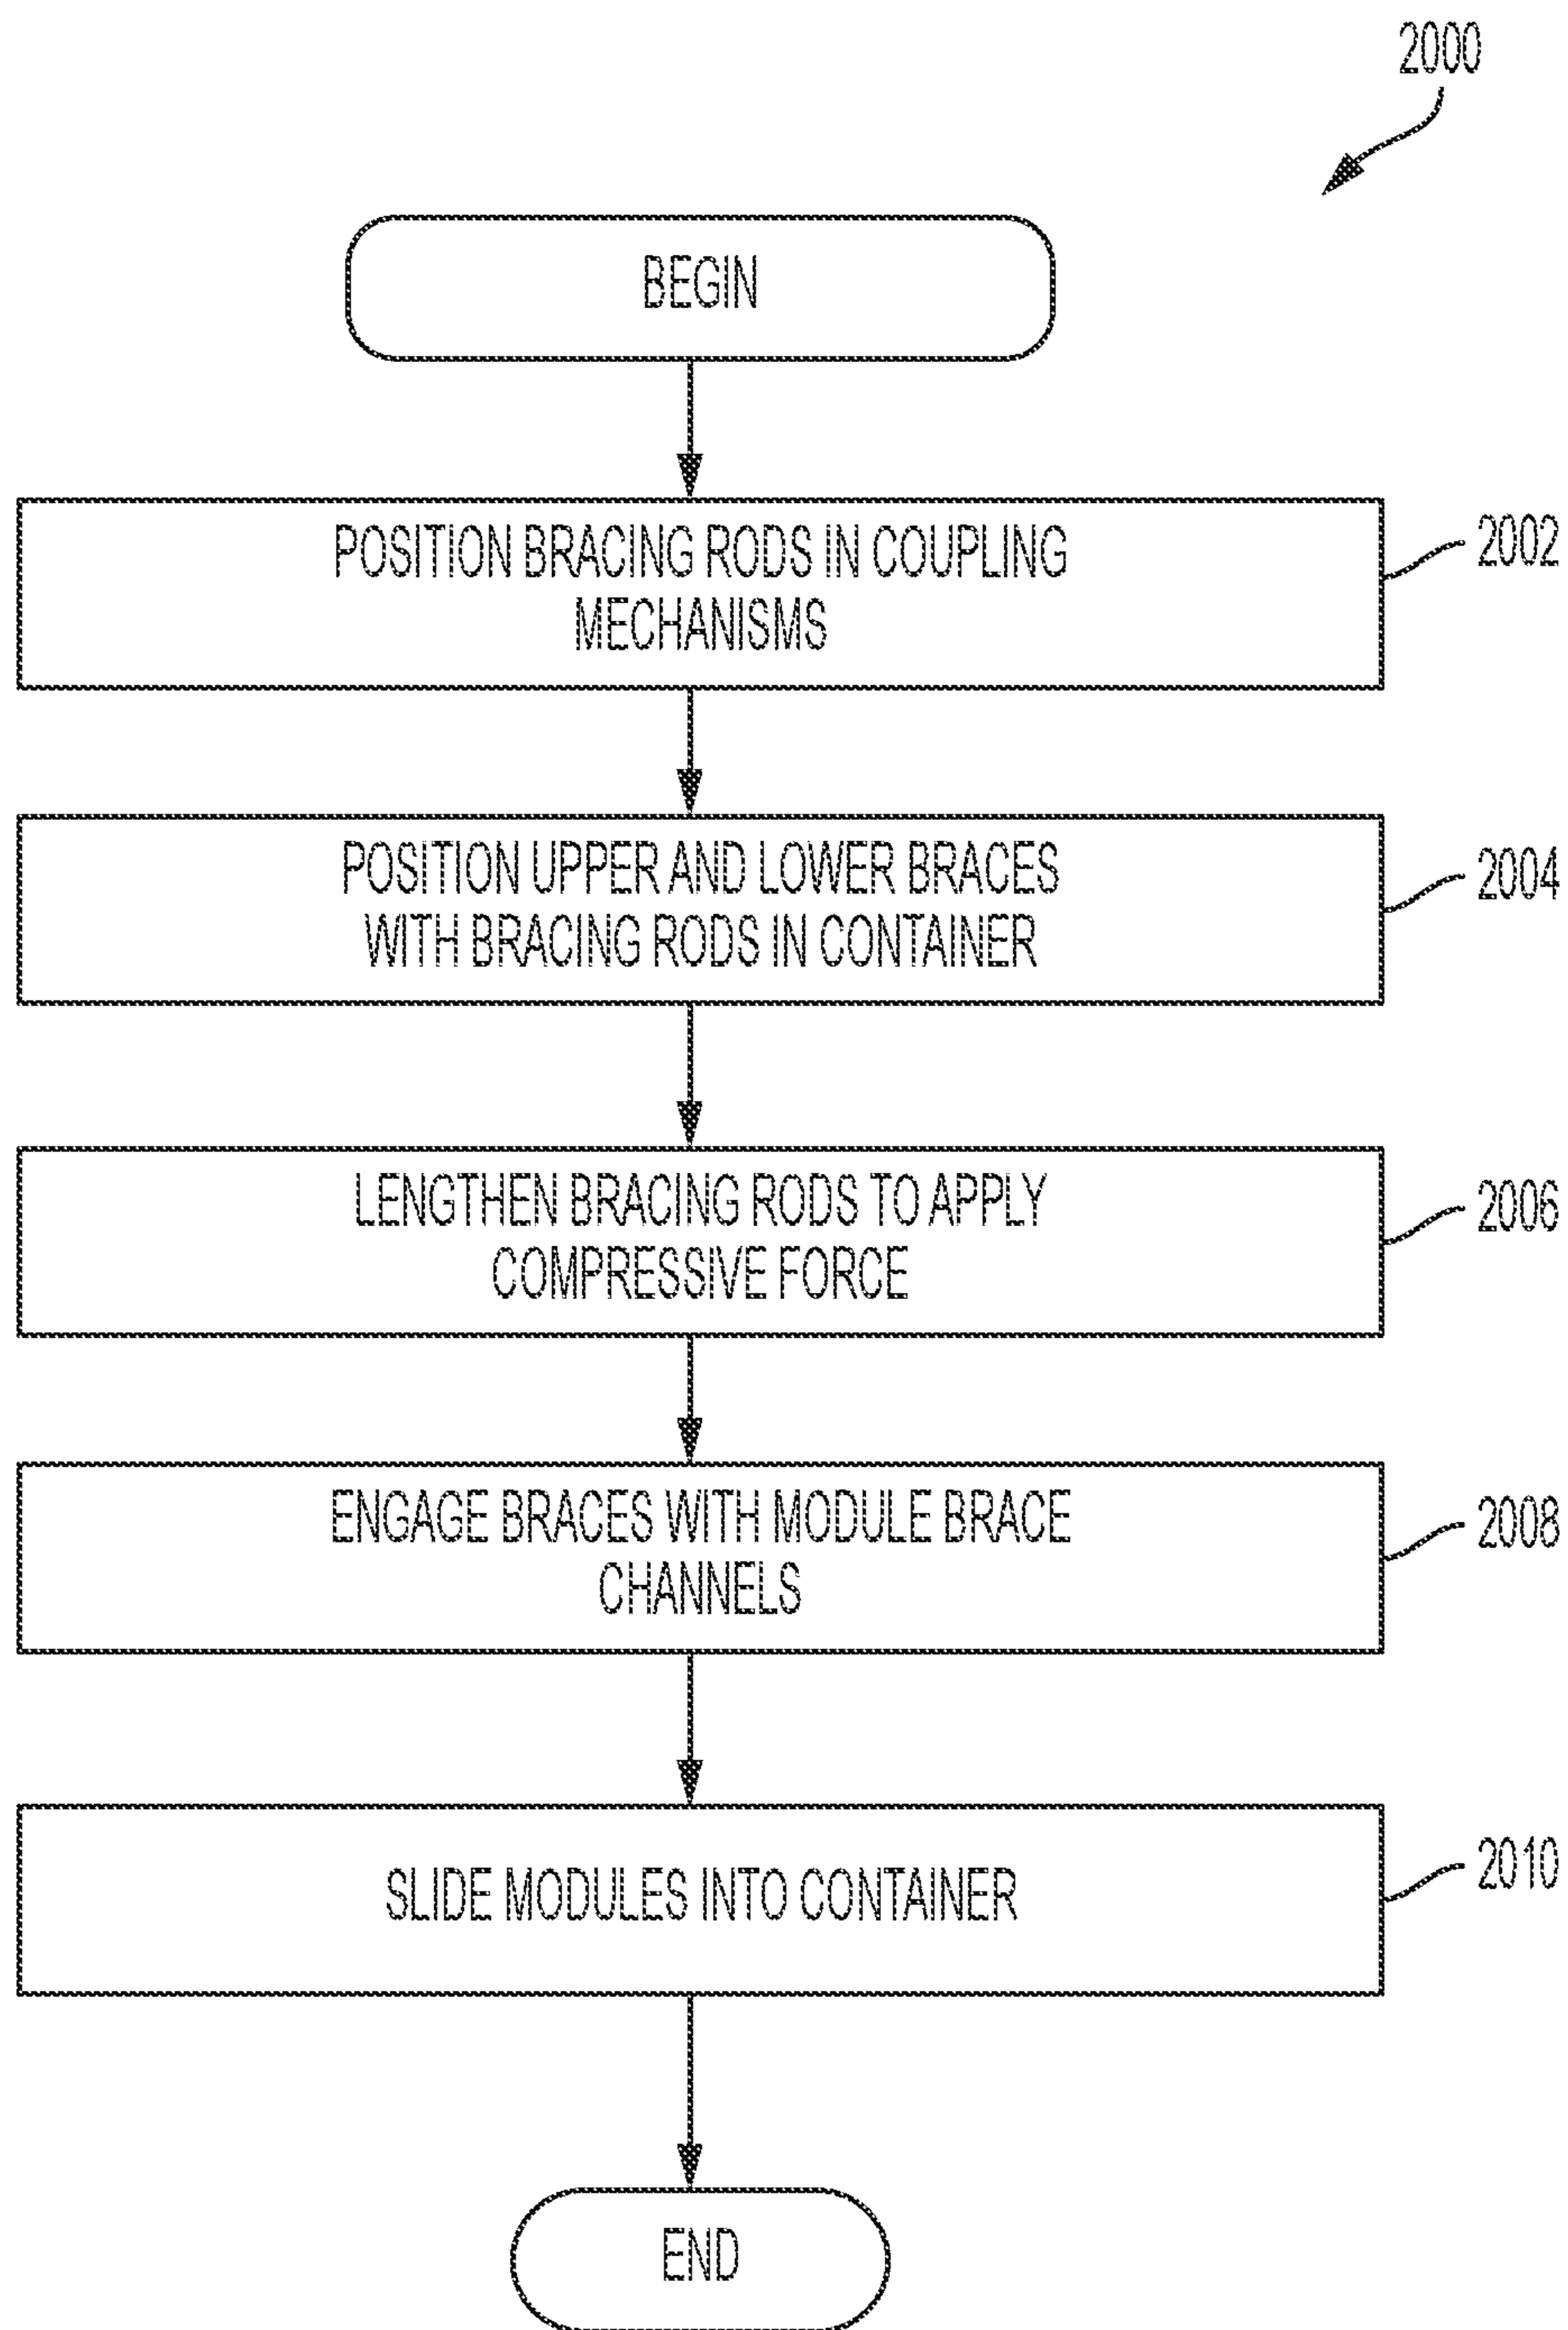 2000
BEGIN
POSITION BRACING RODS IN COUPLING
MECHANISMS
2002
POSITION UPPER AND LOWER BRACES
WITH BRACING RODS IN CONTAINER
2004
LENGTHEN BRACING RODS TO APPLY
COMPRESSIVE FORCE
2006
ENGAGE BRACES WITH MODULE BRACE
CHANNELS
2008
SLIDE MODULES INTO CONTAINER
2010
END